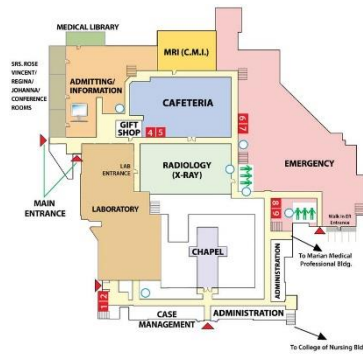 MEDICAL LIBRARY
SRS. ROSE
VINCENT/
REGINA/
JOHANNA/
CONFERENCE
ROOMS
ADMITTING/
INFORMATION
MRI (C.M.I.)
CAFETERIA
GIFT
SHOP
4 5
6 7
LAB
ENTRANCE
RADIOLOGY
(X-RAY)
EMERGENCY
MAIN
ENTRANCE
LABORATORY
8 9
Walk In ER
Entrance
CHAPEL
ADMINISTRATION
To Marian Medical
Professional Bldg.
1 2
CASE
MANAGEMENT
ADMINISTRATION
To College of Nursing Bld